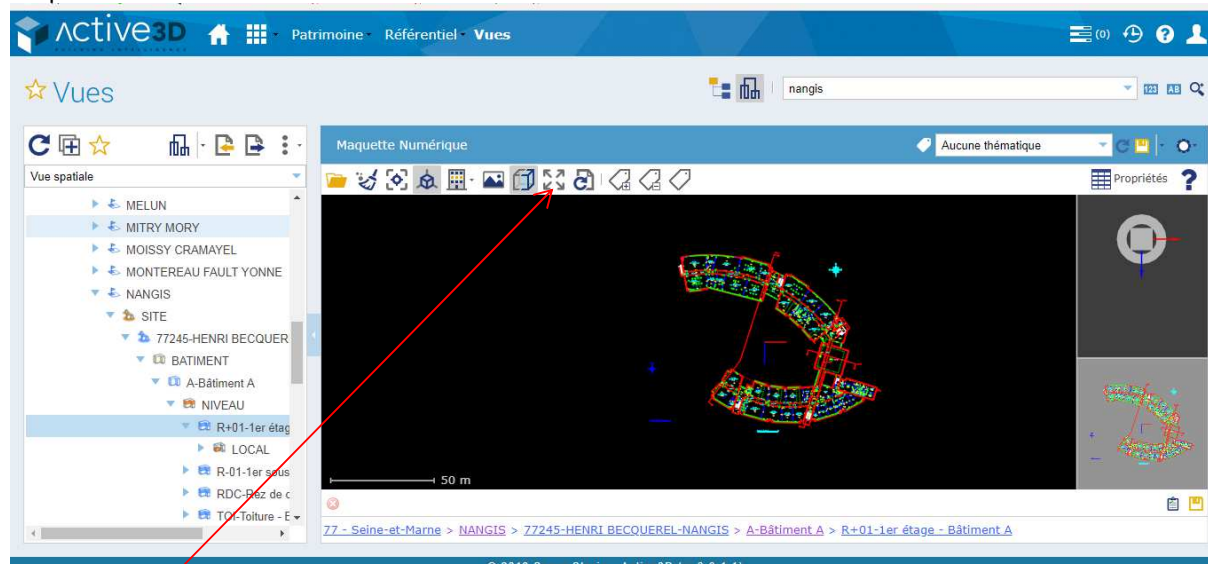 Active3D
Patrimoine Référentiel Vues
(0)
Vues
nangis
123
AB
Maquette Numérique
Aucune thématique
Vue spatiale
Propriétés
MELUN
MITRY MORY
MOISSY CRAMAYEL
MONTEREAU FAULT YONNE
NANGIS
SITE
77245-HENRI BECQUER
BATIMENT
A-Bâtiment A
NIVEAU
R+01-1er étag
LOCAL
R-01-1er sous
RDC-Rez de c
TOI-Toiture - E
50 m
77 - Seine-et-Marne > NANGIS > 77245-HENRI BECQUEREL-NANGIS > A-Bâtiment A > R+01-1er étage - Bâtiment A